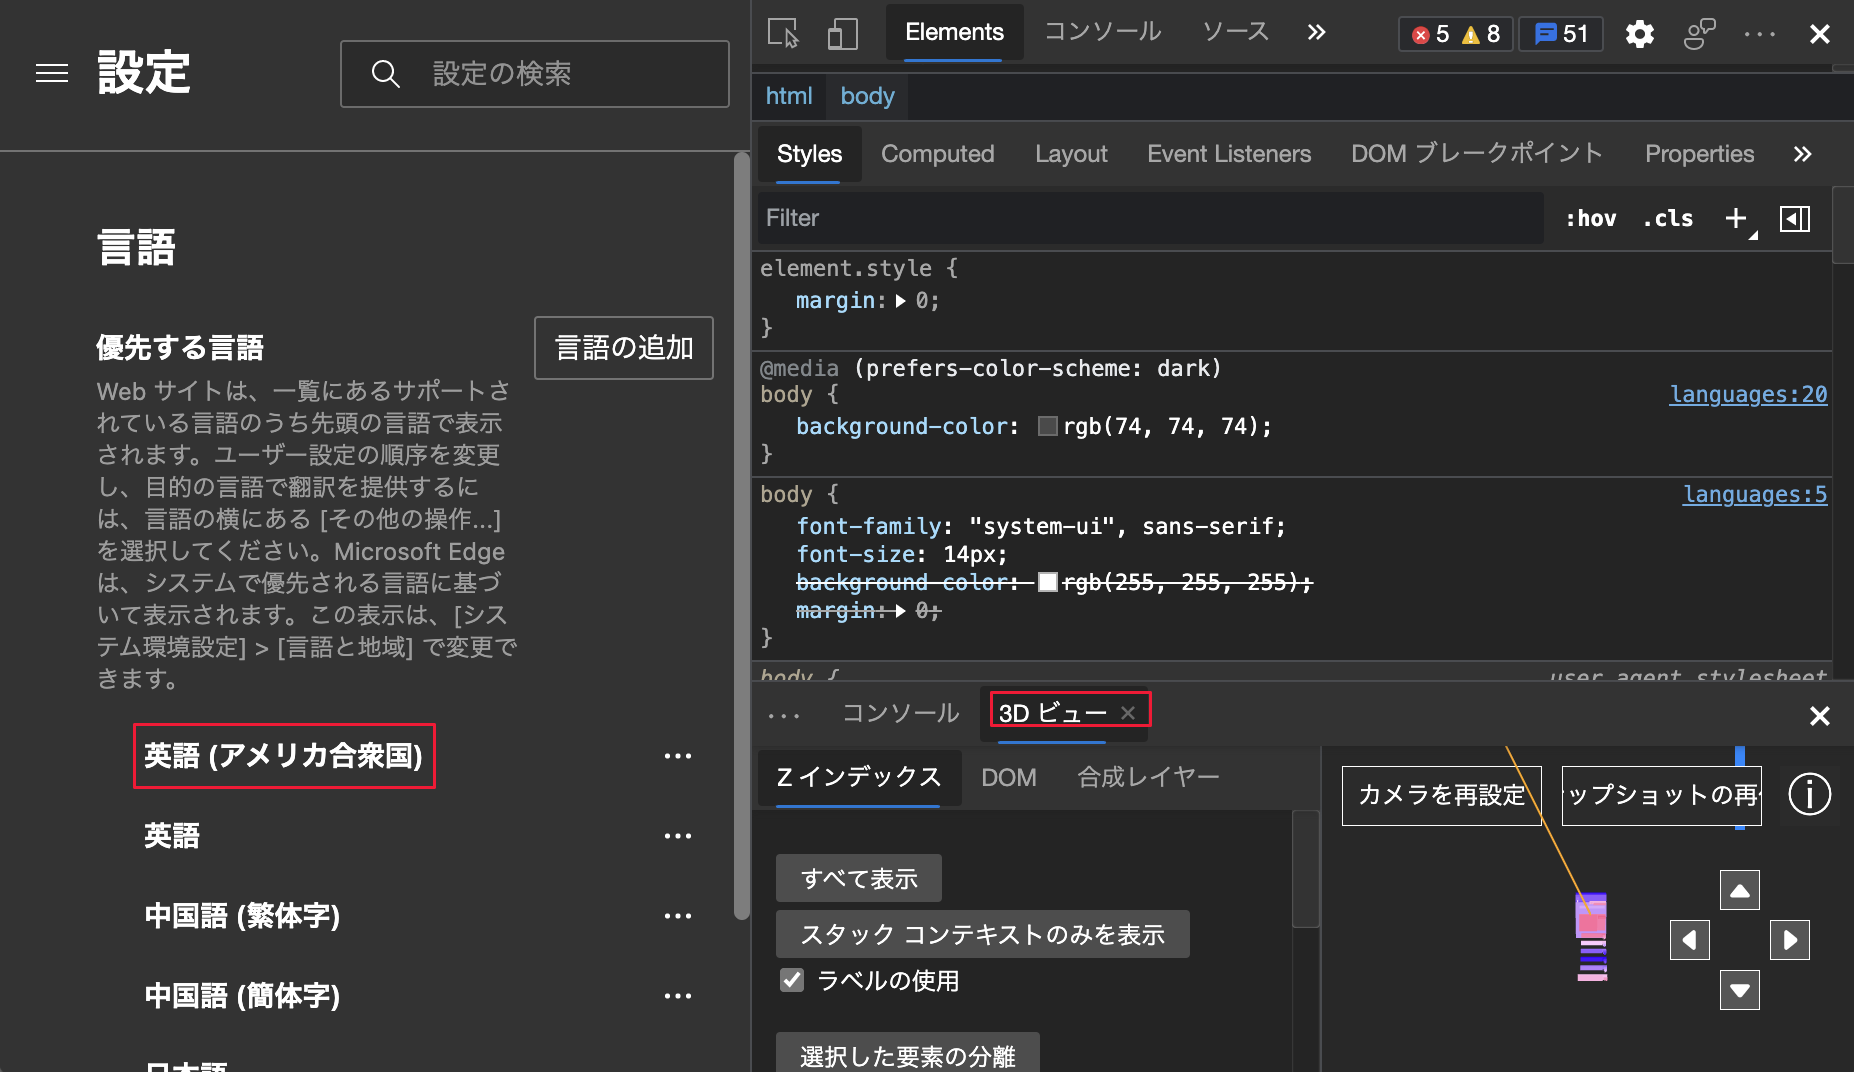 設定
設定の検索
言語
優先する言語
言語の追加
Web サイトは、一覧にあるサポートさ
れている言語のうち先頭の言語で表示
されます。ユーザー設定の順序を変更
し、目的の言語で翻訳を提供するに
は、言語の横にある [その他の操作...]
を選択してください。Microsoft Edge
は、システムで優先される言語に基づ
いて表示されます。この表示は、[シス
テム環境設定] > [言語と地域] で変更で
きます。
英語 (アメリカ合衆国)
英語
中国語 (繁体字)
中国語 (簡体字)
日本語
Elements コンソール ソース » 5 8 51
html body
Styles Computed Layout Event Listeners DOM ブレークポイント Properties »
Filter :hov .cls +
element.style {
margin: 0;
}
@media (prefers-color-scheme: dark)
body { languages:20
background-color: rgb(74, 74, 74);
}
body { languages:5
font-family: "system-ui", sans-serif;
font-size: 14px;
background-color: rgb(255, 255, 255);
margin: 0;
}
body { user agent stylesheet
... コンソール 3D ビュー
Z インデックス DOM 合成レイヤー
すべて表示
スタック コンテキストのみを表示
ラベルの使用
選択した要素の分離
カメラを再設定
ップショットの再